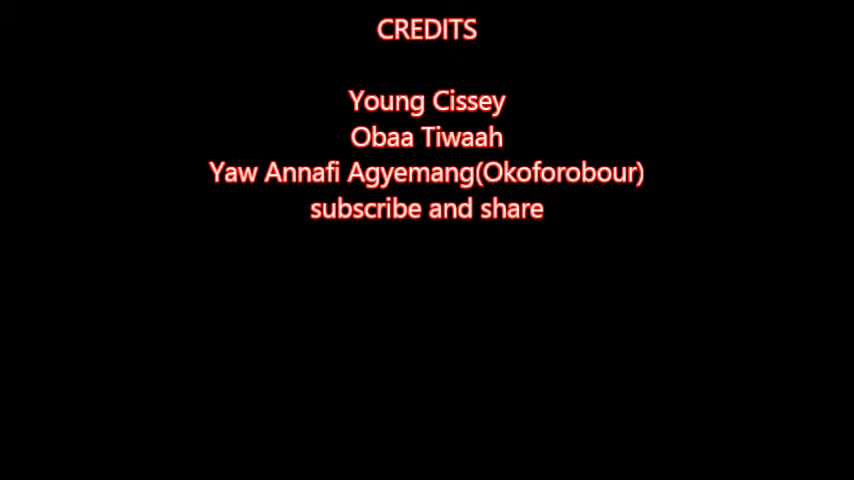 CREDITS
Young Cissey
Obaa Tiwaah
Yaw Annafi Agyemang(Okoforobour)
subscribe and share